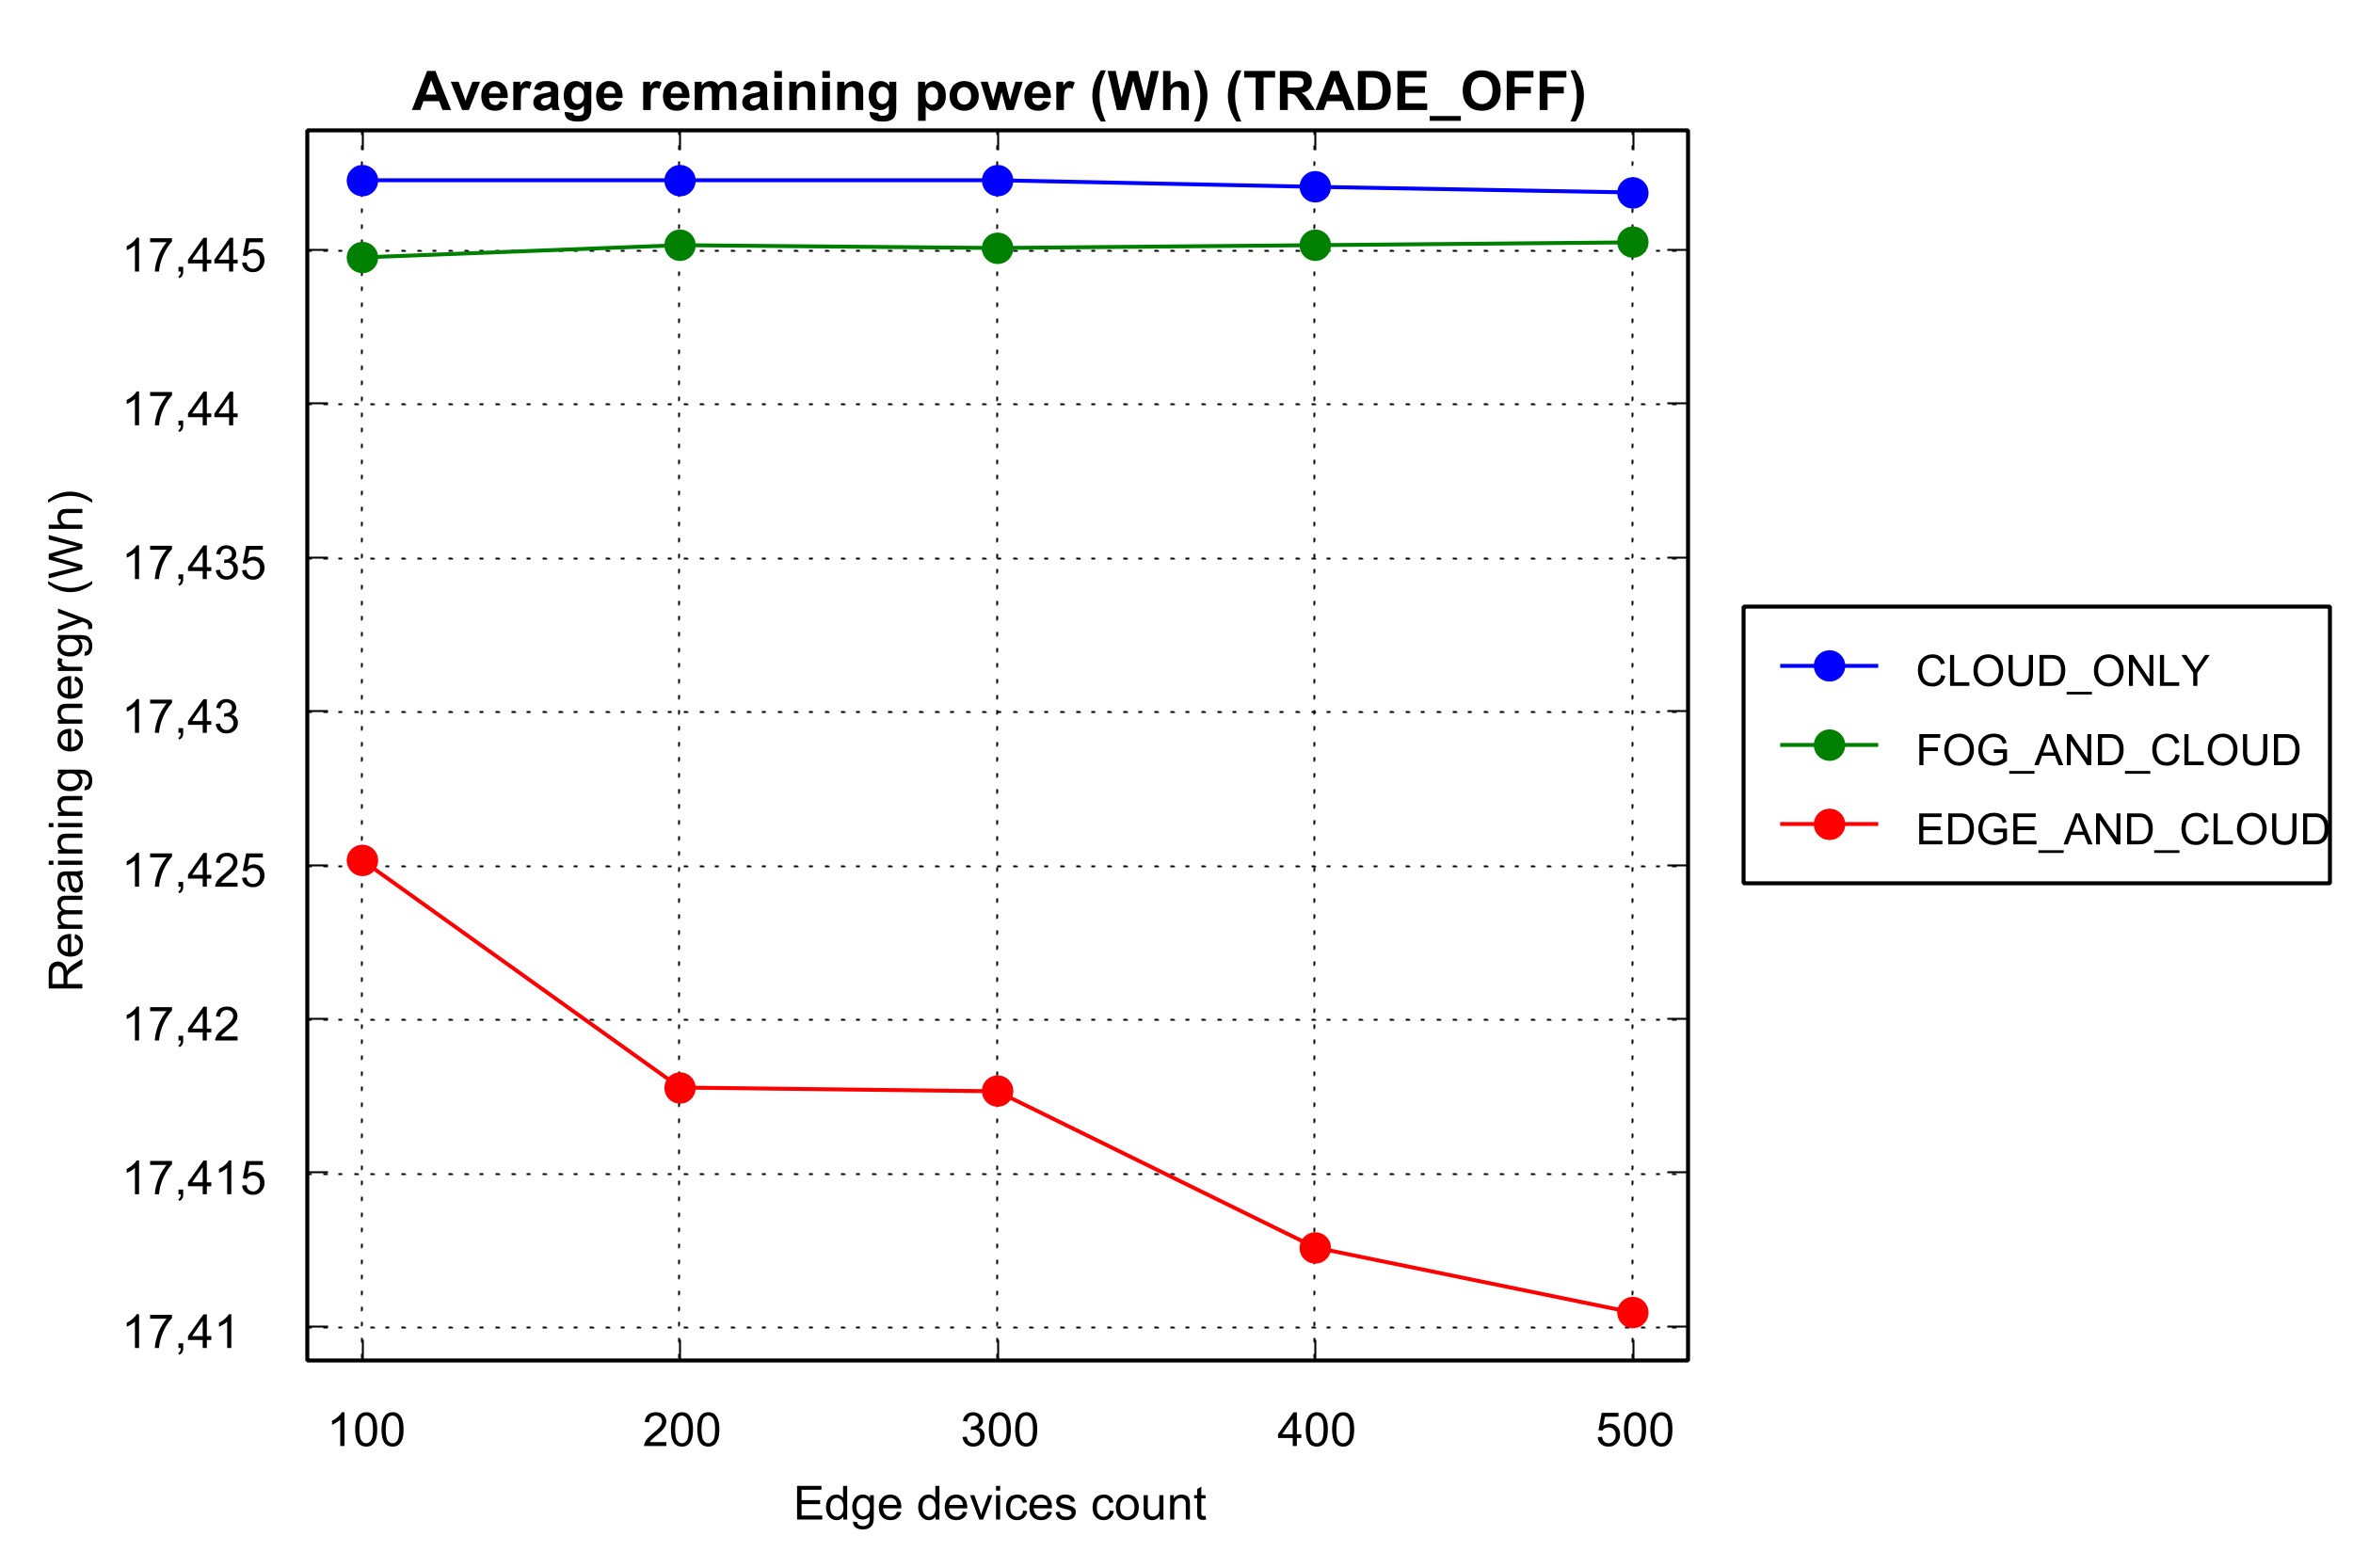 Average remaining power (Wh) (TRADE_OFF)
Remaining energy (Wh)
17,445
17,44
17,435
17,43
17,425
17,42
17,415
17,41
100 200 300 400 500
Edge devices count
CLOUD_ONLY
FOG_AND_CLOUD
EDGE_AND_CLOUD